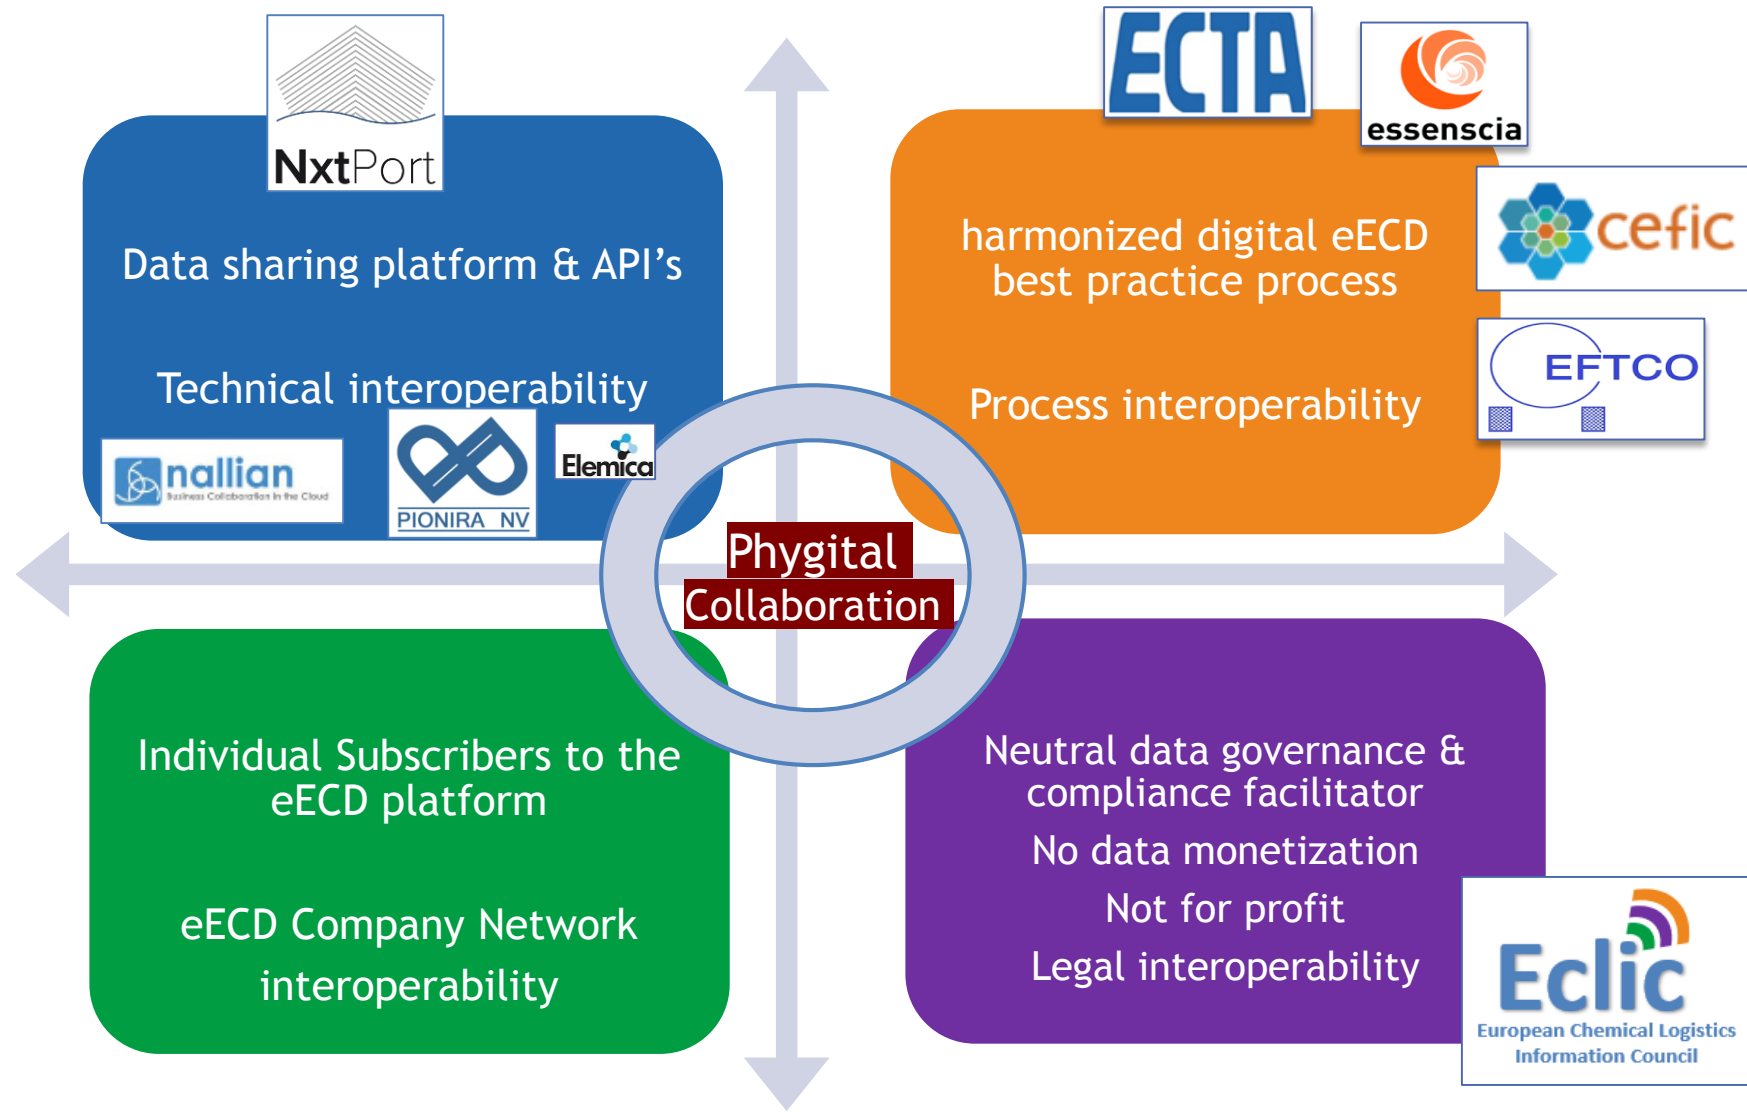 NxtPort
Data sharing platform & API’s
Technical interoperability
nallian
Business Collaboration in the Cloud
PIONIRA NV
Elemica
ECTA
essenscia
cefic
EFTCO
harmonized digital eECD
best practice process
Process interoperability
Phygital
Collaboration
Individual Subscribers to the
eECD platform
eECD Company Network
interoperability
Neutral data governance &
compliance facilitator
No data monetization
Not for profit
Legal interoperability
Eclic
European Chemical Logistics
Information Council